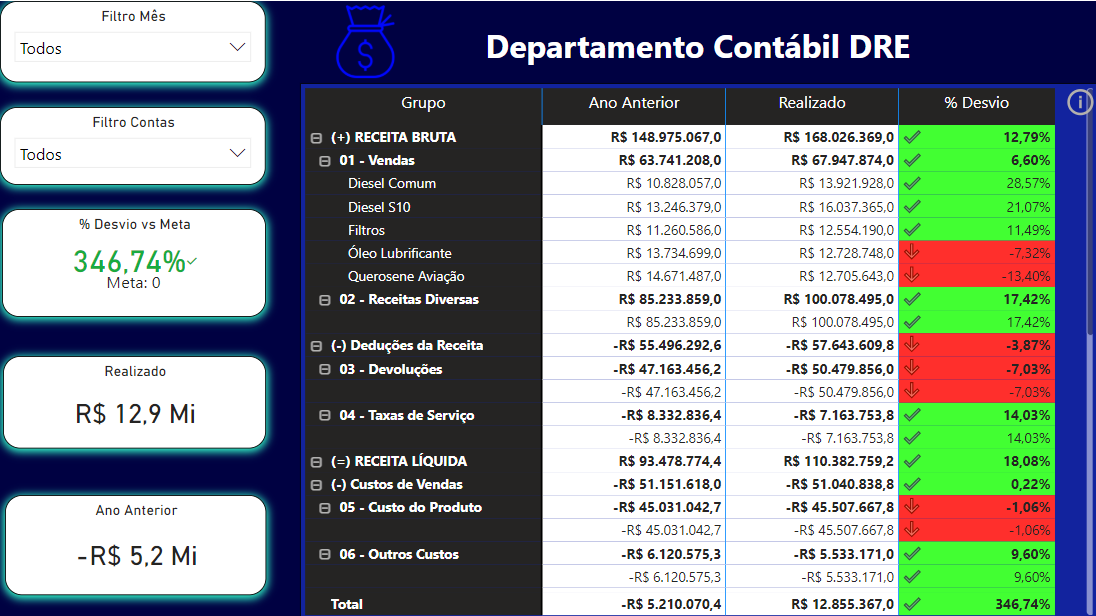 Filtro Mês
Todos
Filtro Contas
Todos
% Desvio vs Meta
346,74%
Meta: 0
Realizado
R$ 12,9 Mi
Ano Anterior
-R$ 5,2 Mi
$
Departamento Contábil DRE
i
Grupo Ano Anterior Realizado % Desvio
(+) RECEITA BRUTA R$ 148.975.067,0 R$ 168.026.369,0 12,79%
01 - Vendas R$ 63.741.208,0 R$ 67.947.874,0 6,60%
Diesel Comum R$ 10.828.057,0 R$ 13.921.928,0 28,57%
Diesel S10 R$ 13.246.379,0 R$ 16.037.365,0 21,07%
Filtros R$ 11.260.586,0 R$ 12.554.190,0 11,49%
Óleo Lubrificante R$ 13.734.699,0 R$ 12.728.748,0 -7,32%
Querosene Aviação R$ 14.671.487,0 R$ 12.705.643,0 -13,40%
02 - Receitas Diversas R$ 85.233.859,0 R$ 100.078.495,0 17,42%
R$ 85.233.859,0 R$ 100.078.495,0 17,42%
(-) Deduções da Receita -R$ 55.496.292,6 -R$ 57.643.609,8 -3,87%
03 - Devoluções -R$ 47.163.456,2 -R$ 50.479.856,0 -7,03%
-R$ 47.163.456,2 -R$ 50.479.856,0 -7,03%
04 - Taxas de Serviço -R$ 8.332.836,4 -R$ 7.163.753,8 14,03%
-R$ 8.332.836,4 -R$ 7.163.753,8 14,03%
(=) RECEITA LÍQUIDA R$ 93.478.774,4 R$ 110.382.759,2 18,08%
(-) Custos de Vendas -R$ 51.151.618,0 -R$ 51.040.838,8 0,22%
05 - Custo do Produto -R$ 45.031.042,7 -R$ 45.507.667,8 -1,06%
-R$ 45.031.042,7 -R$ 45.507.667,8 -1,06%
06 - Outros Custos -R$ 6.120.575,3 -R$ 5.533.171,0 9,60%
-R$ 6.120.575,3 -R$ 5.533.171,0 9,60%
Total -R$ 5.210.070,4 R$ 12.855.367,0 346,74%